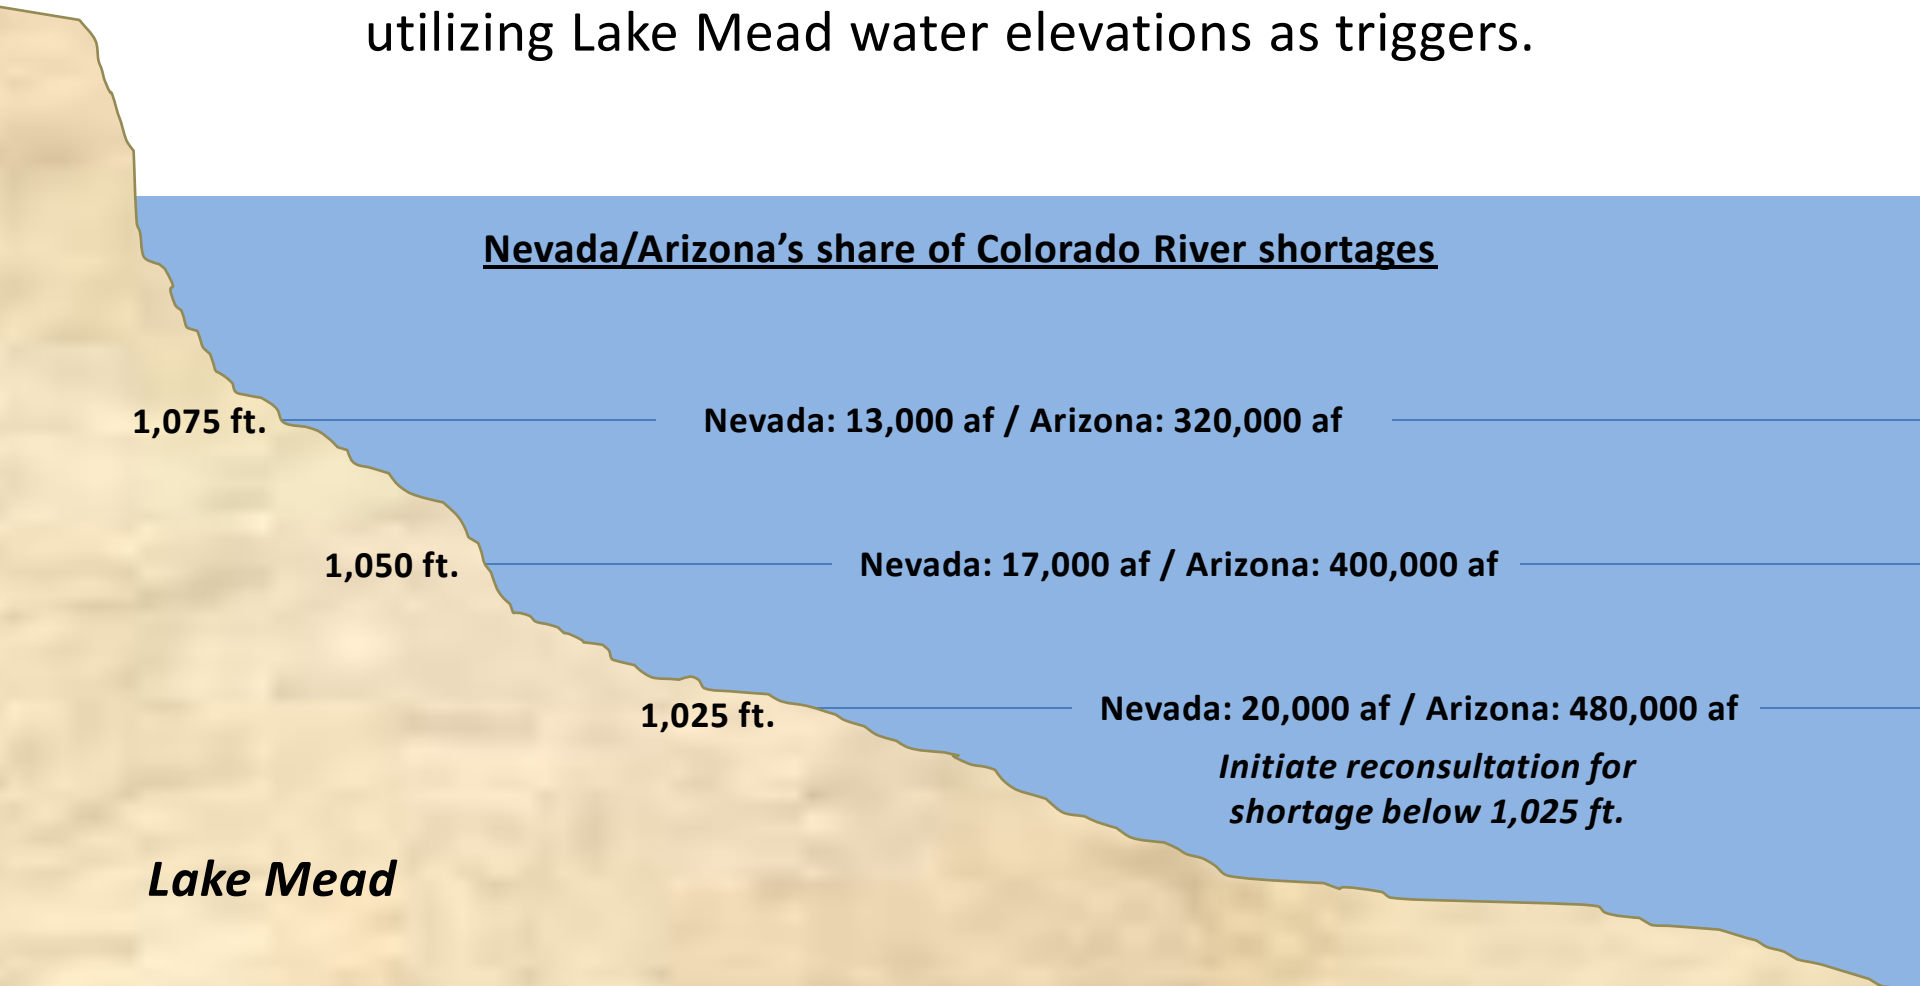 utilizing Lake Mead water elevations as triggers.
Nevada/Arizona’s share of Colorado River shortages
1,075 ft.
Nevada: 13,000 af / Arizona: 320,000 af
1,050 ft.
Nevada: 17,000 af / Arizona: 400,000 af
1,025 ft.
Nevada: 20,000 af / Arizona: 480,000 af
Initiate reconsultation for
shortage below 1,025 ft.
Lake Mead